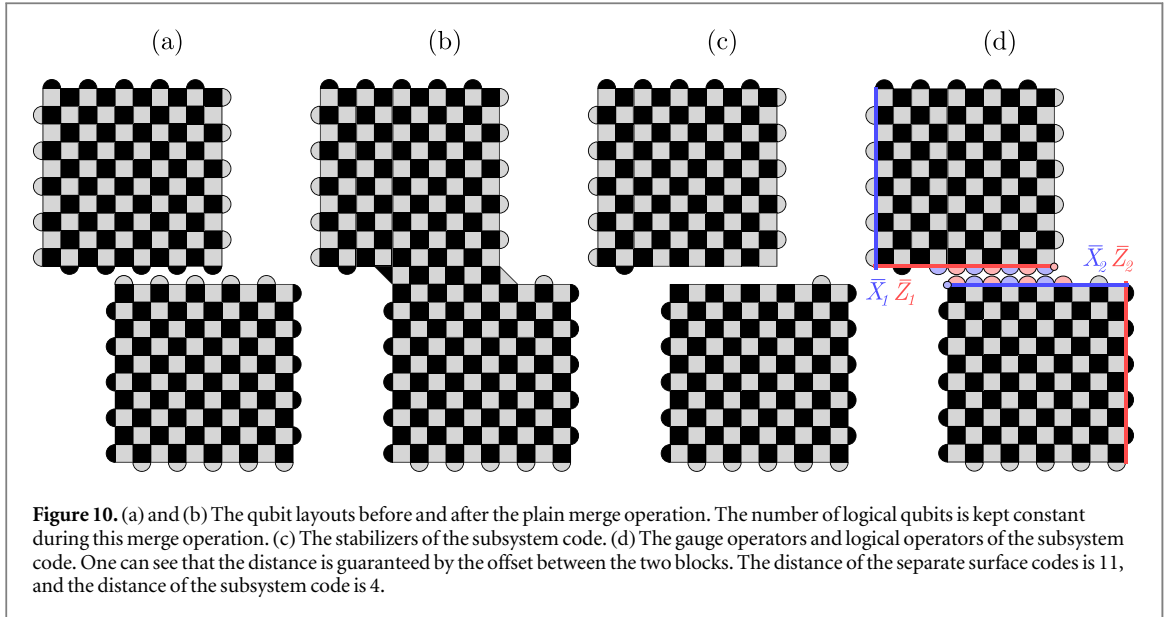 (a) (b) (c) (d)
X̅₂ Z̅₂
X̅₁ Z̅₁
Figure 10. (a) and (b) The qubit layouts before and after the plain merge operation. The number of logical qubits is kept constant
during this merge operation. (c) The stabilizers of the subsystem code. (d) The gauge operators and logical operators of the subsystem
code. One can see that the distance is guaranteed by the offset between the two blocks. The distance of the separate surface codes is 11,
and the distance of the subsystem code is 4.